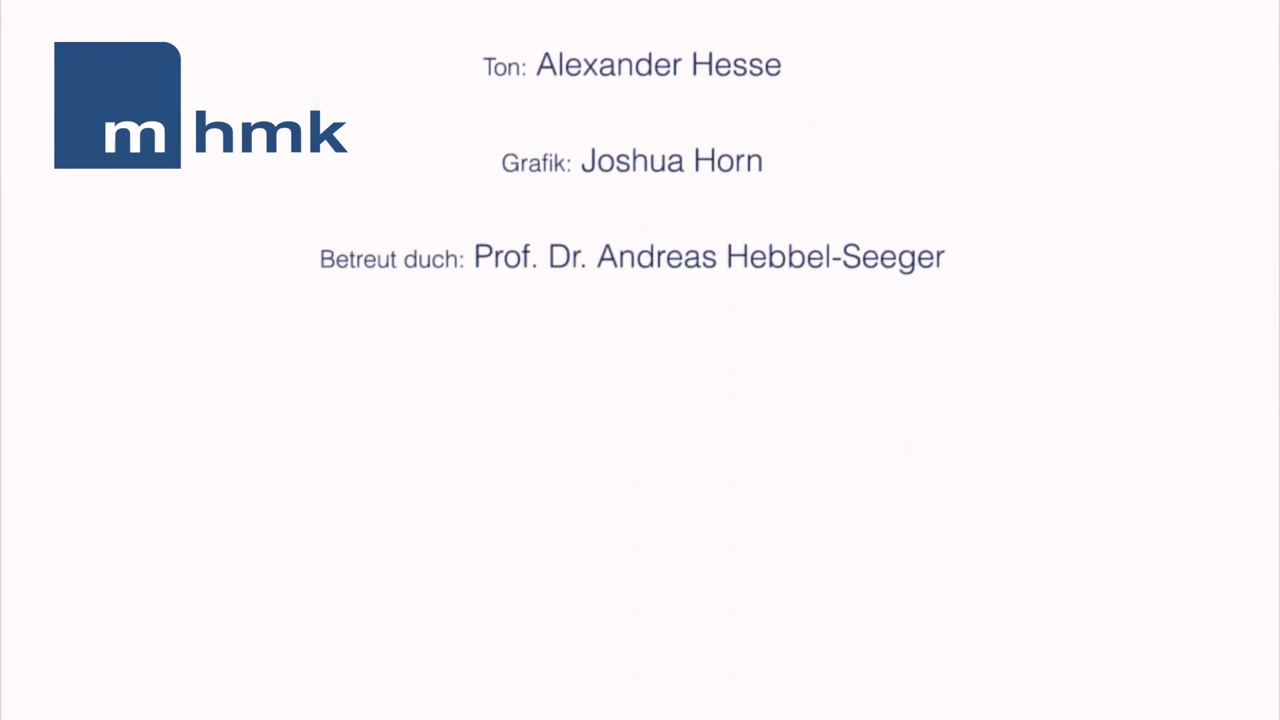 mhmk
Ton: Alexander Hesse
Grafik: Joshua Horn
Betreut duch: Prof. Dr. Andreas Hebbel-Seeger